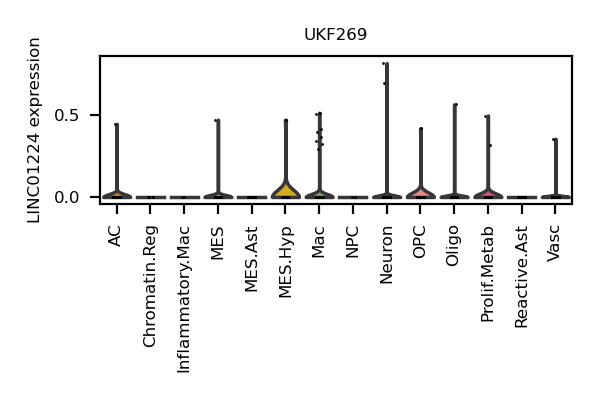 UKF269
LINC01224 expression
0.5
0.0
AC
Chromatin.Reg
Inflammatory.Mac
MES
MES.Ast
MES.Hyp
Mac
NPC
Neuron
OPC
Oligo
Prolif.Metab
Reactive.Ast
Vasc